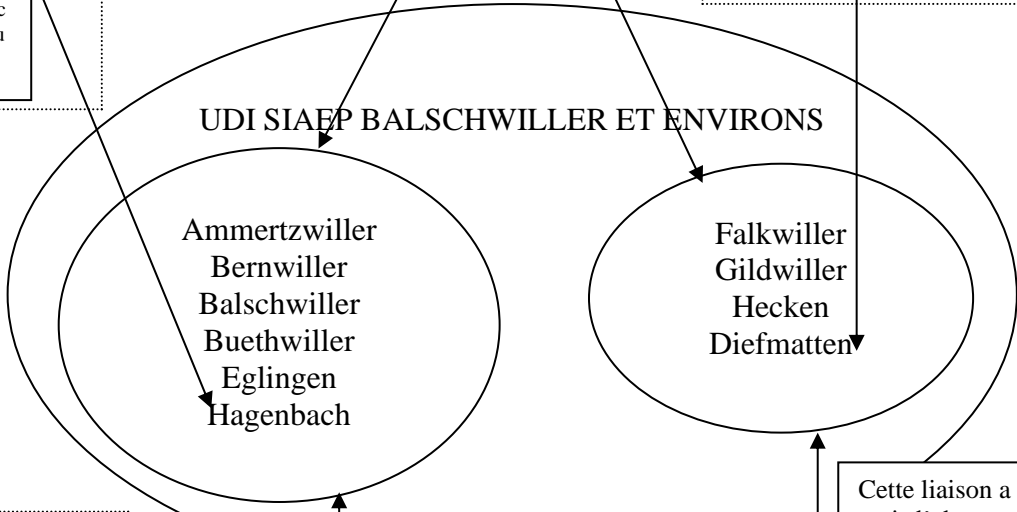 c
u
UDI SIAEP BALSCHWILLER ET ENVIRONS
Ammertzwiller
Bernwiller
Balschwiller
Buethwiller
Eglingen
Hagenbach
Falkwiller
Gildwiller
Hecken
Diefmatten
Cette liaison a